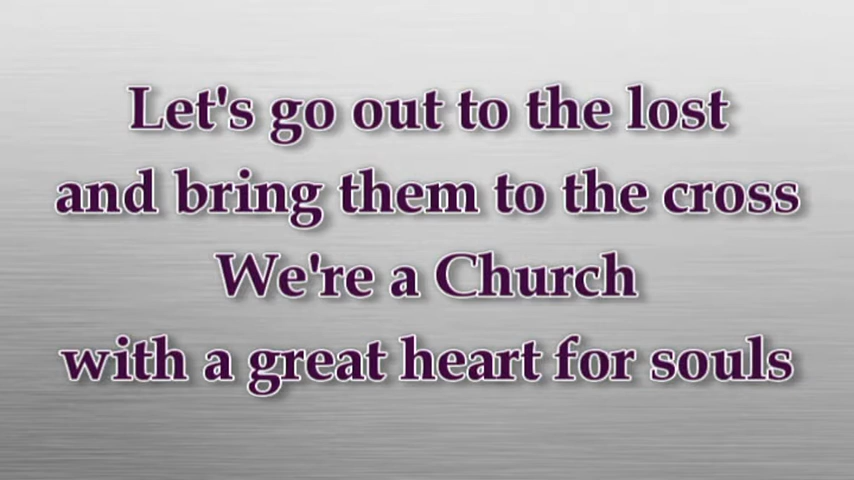 Let's go out to the lost
and bring them to the cross
We're a Church
with a great heart for souls